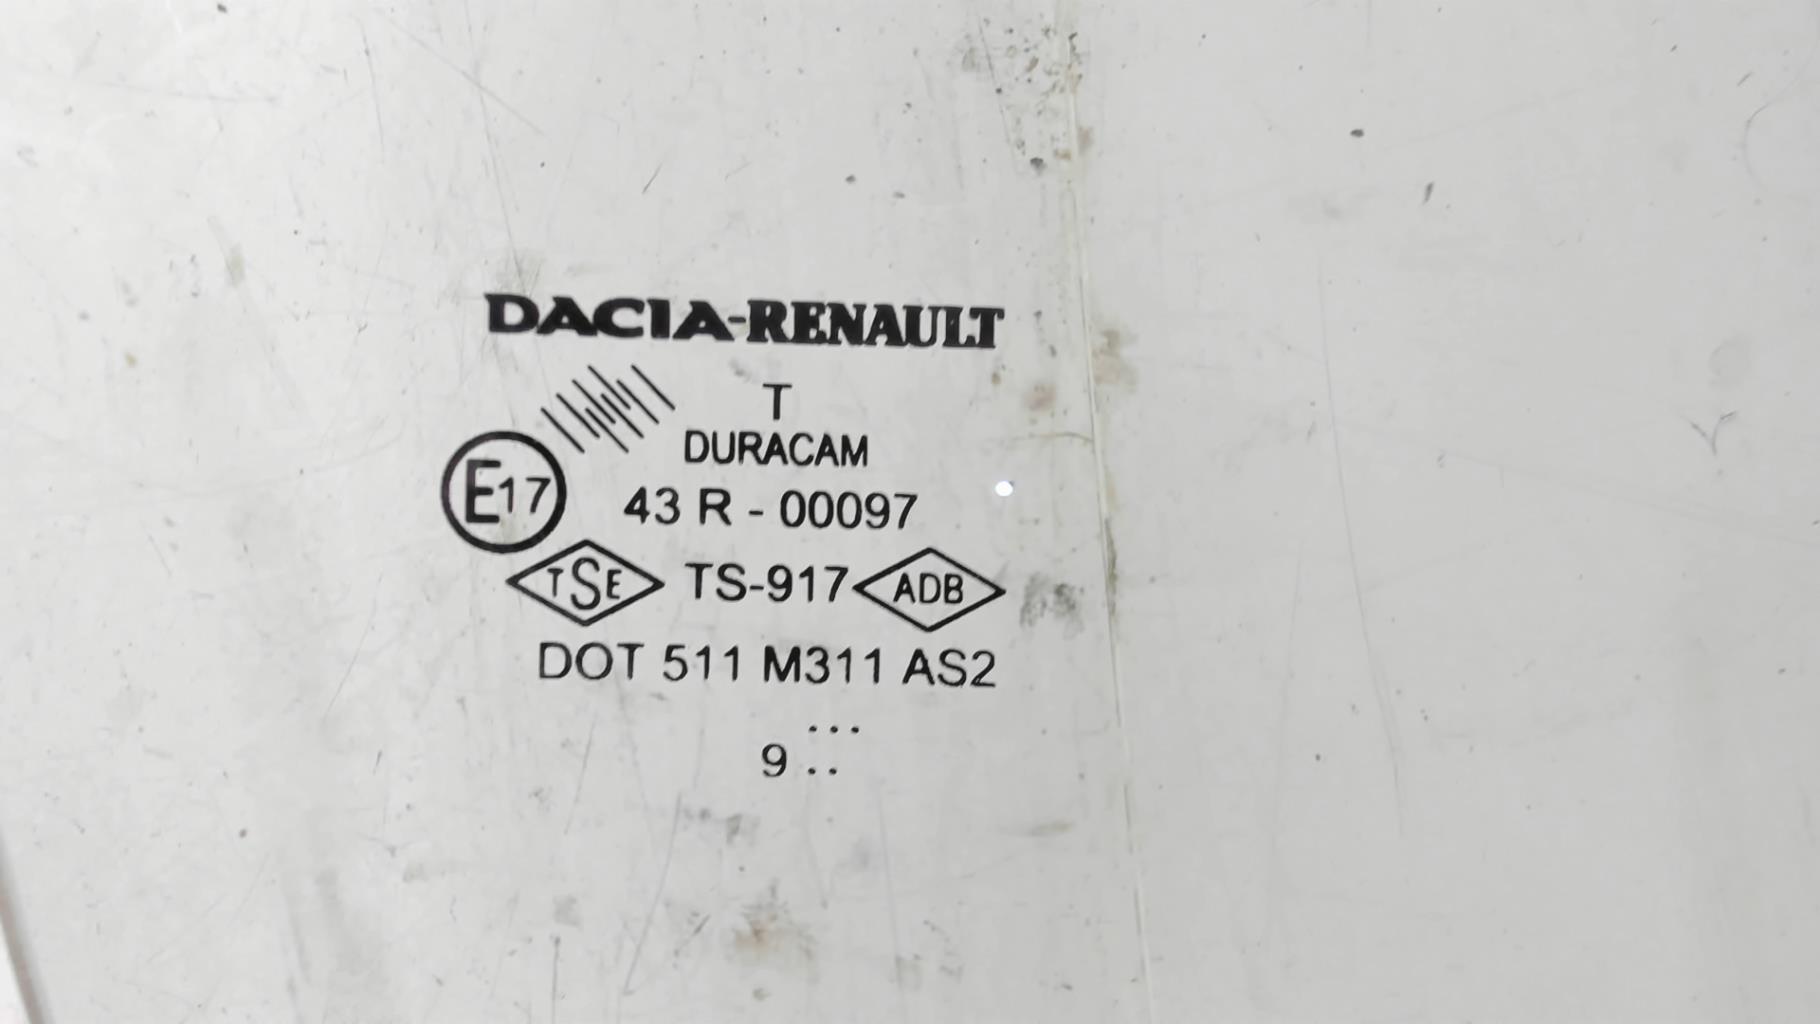 DACIA-RENAULT
T
DURACAM
E17 43 R - 00097
TSE TS-917 ADB
DOT 511 M311 AS2
...
9 ..